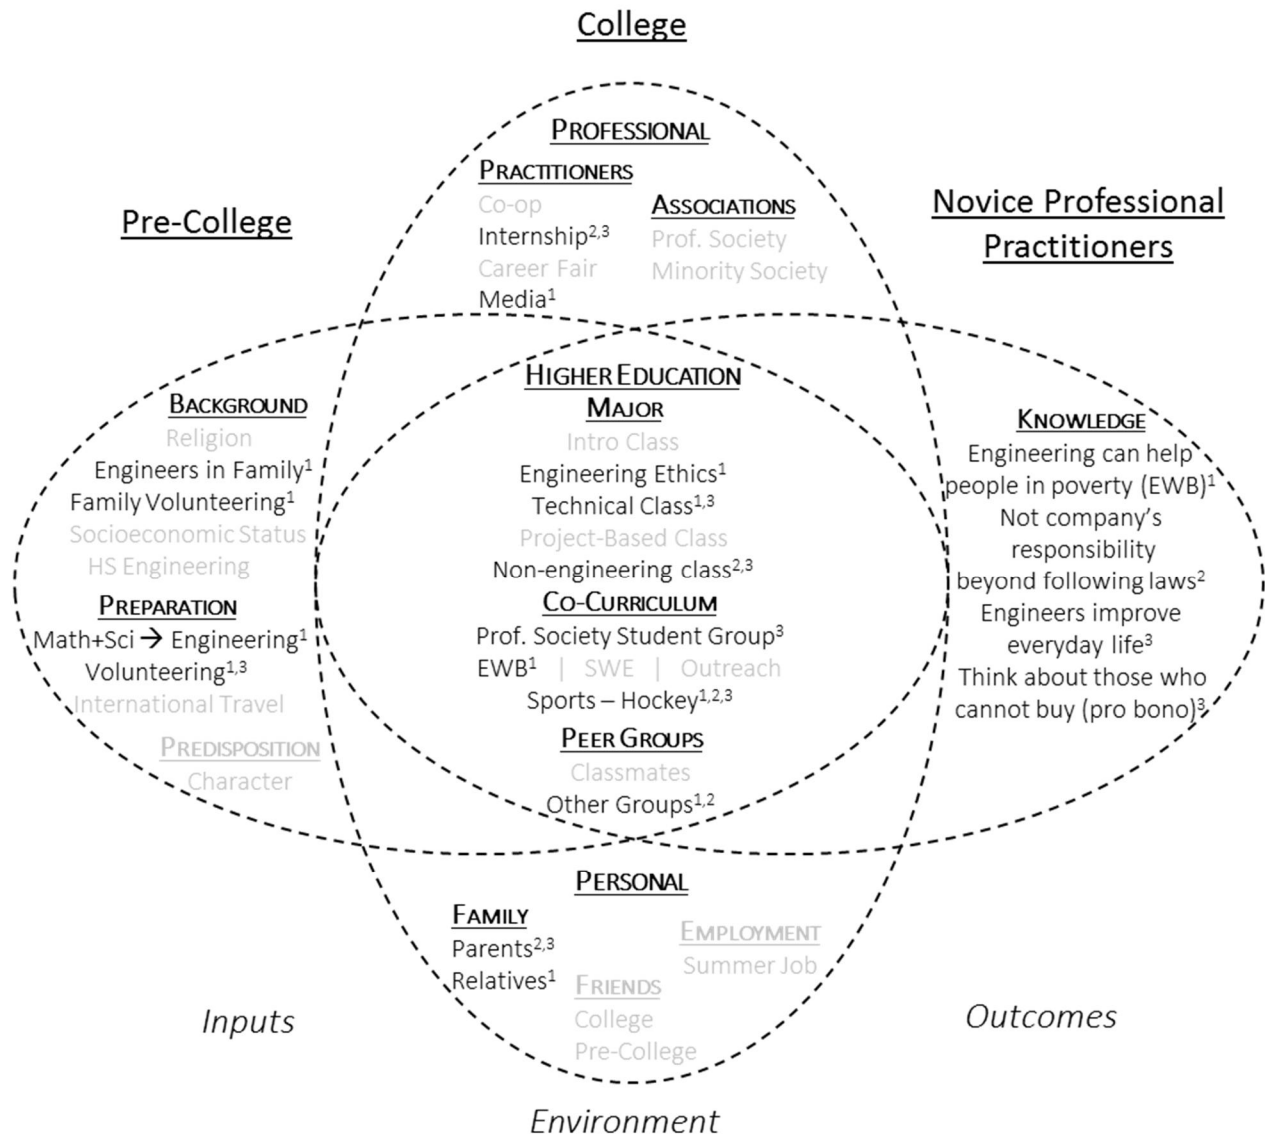 College
Pre-College
Novice Professional
Practitioners
PROFESSIONAL
PRACTITIONERS
Co-op
Internship2,3
Career Fair
Media1
ASSOCIATIONS
Prof. Society
Minority Society
BACKGROUND
Religion
Engineers in Family1
Family Volunteering1
Socioeconomic Status
HS Engineering
PREPARATION
Math+Sci → Engineering1
Volunteering1,3
International Travel
PREDISPOSITION
Character
HIGHER EDUCATION
MAJOR
Intro Class
Engineering Ethics1
Technical Class1,3
Project-Based Class
Non-engineering class2,3
CO-CURRICULUM
Prof. Society Student Group3
EWB1 | SWE | Outreach
Sports – Hockey1,2,3
PEER GROUPS
Classmates
Other Groups1,2
KNOWLEDGE
Engineering can help
people in poverty (EWB)1
Not company's
responsibility
beyond following laws2
Engineers improve
everyday life3
Think about those who
cannot buy (pro bono)3
PERSONAL
FAMILY
Parents2,3
Relatives1
EMPLOYMENT
Summer Job
FRIENDS
College
Pre-College
Inputs
Environment
Outcomes